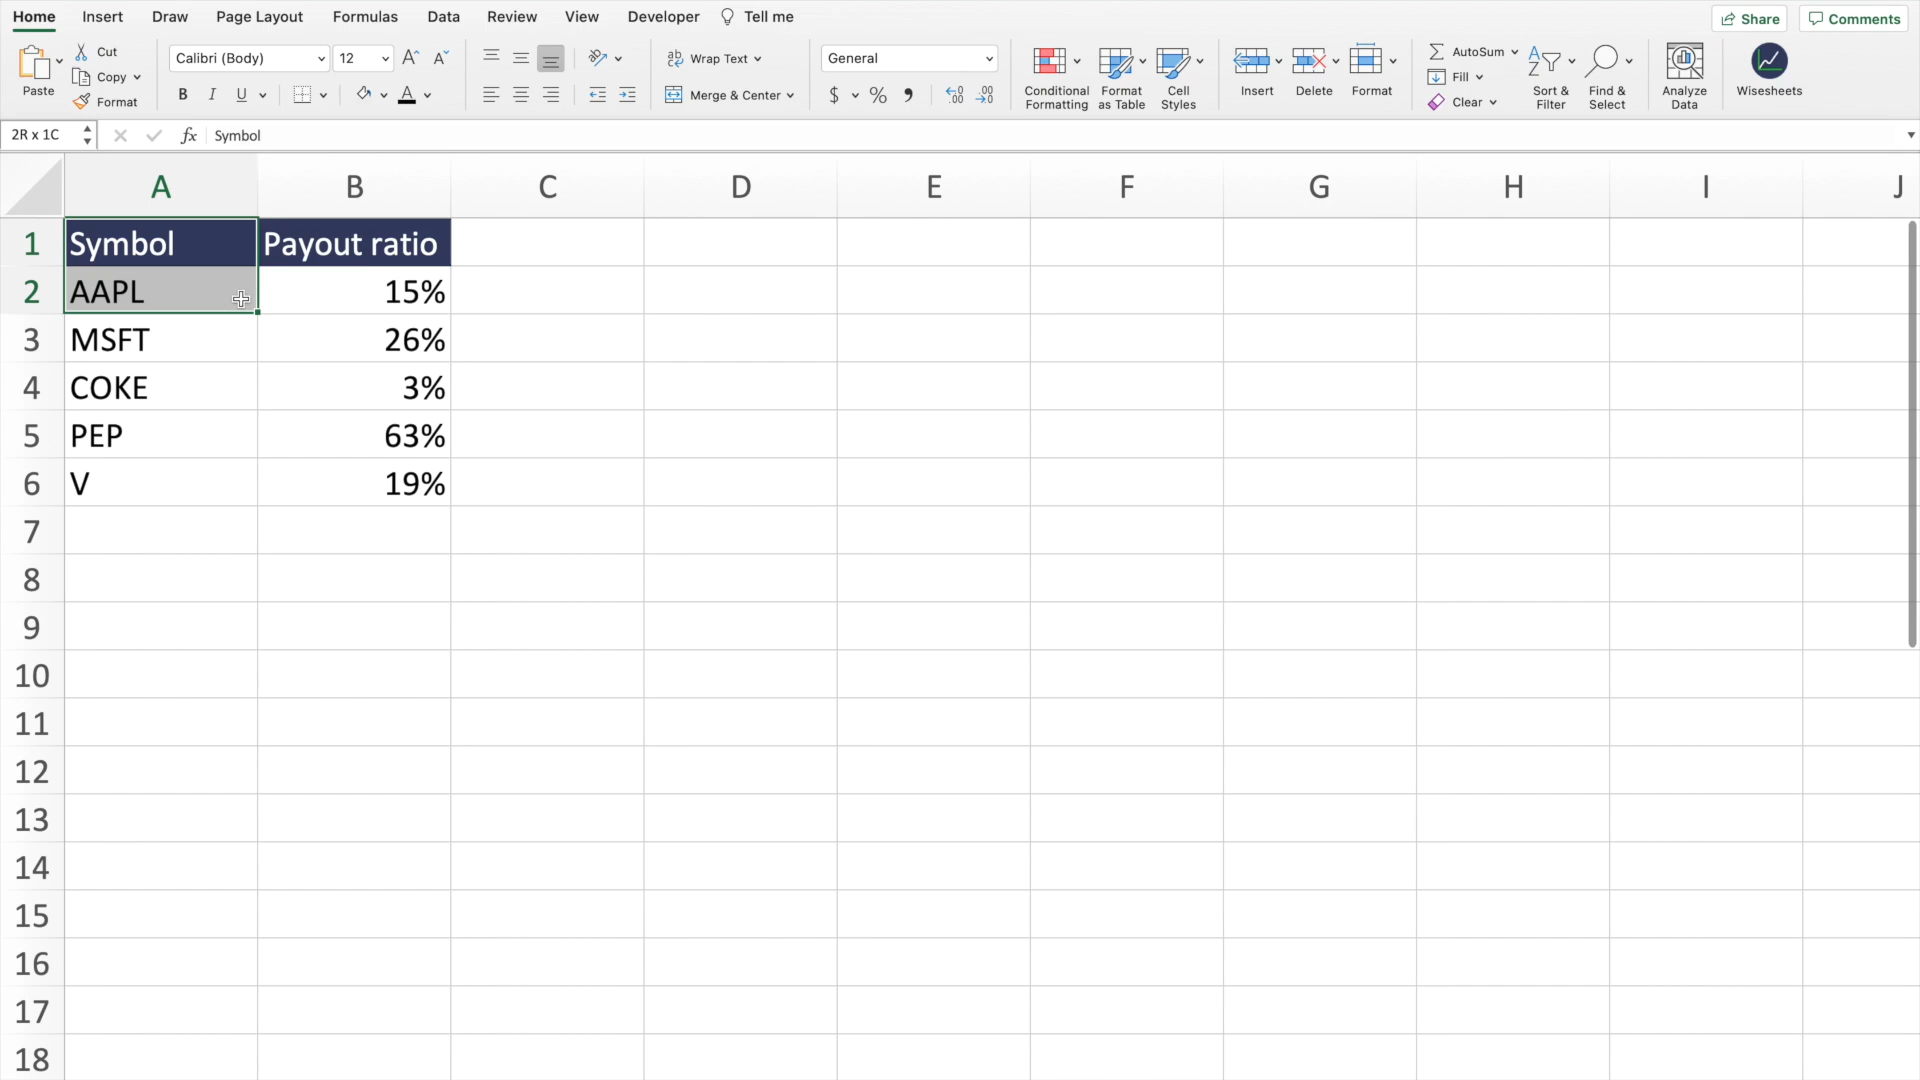 Home Insert Draw Page Layout Formulas Data Review View Developer Tell me Share Comments
Paste Cut Copy Format
Calibri (Body) 12 A A
B I U A
ab Wrap Text
Merge & Center
General
$ % ,
Conditional Formatting
Format as Table
Cell Styles
Insert Delete Format
AutoSum
Fill
Clear
Sort & Filter
Find & Select
Analyze Data
Wisesheets
2R x 1C fx Symbol
A B C D E F G H I J
1 Symbol Payout ratio
2 AAPL 15%
3 MSFT 26%
4 COKE 3%
5 PEP 63%
6 V 19%
7
8
9
10
11
12
13
14
15
16
17
18